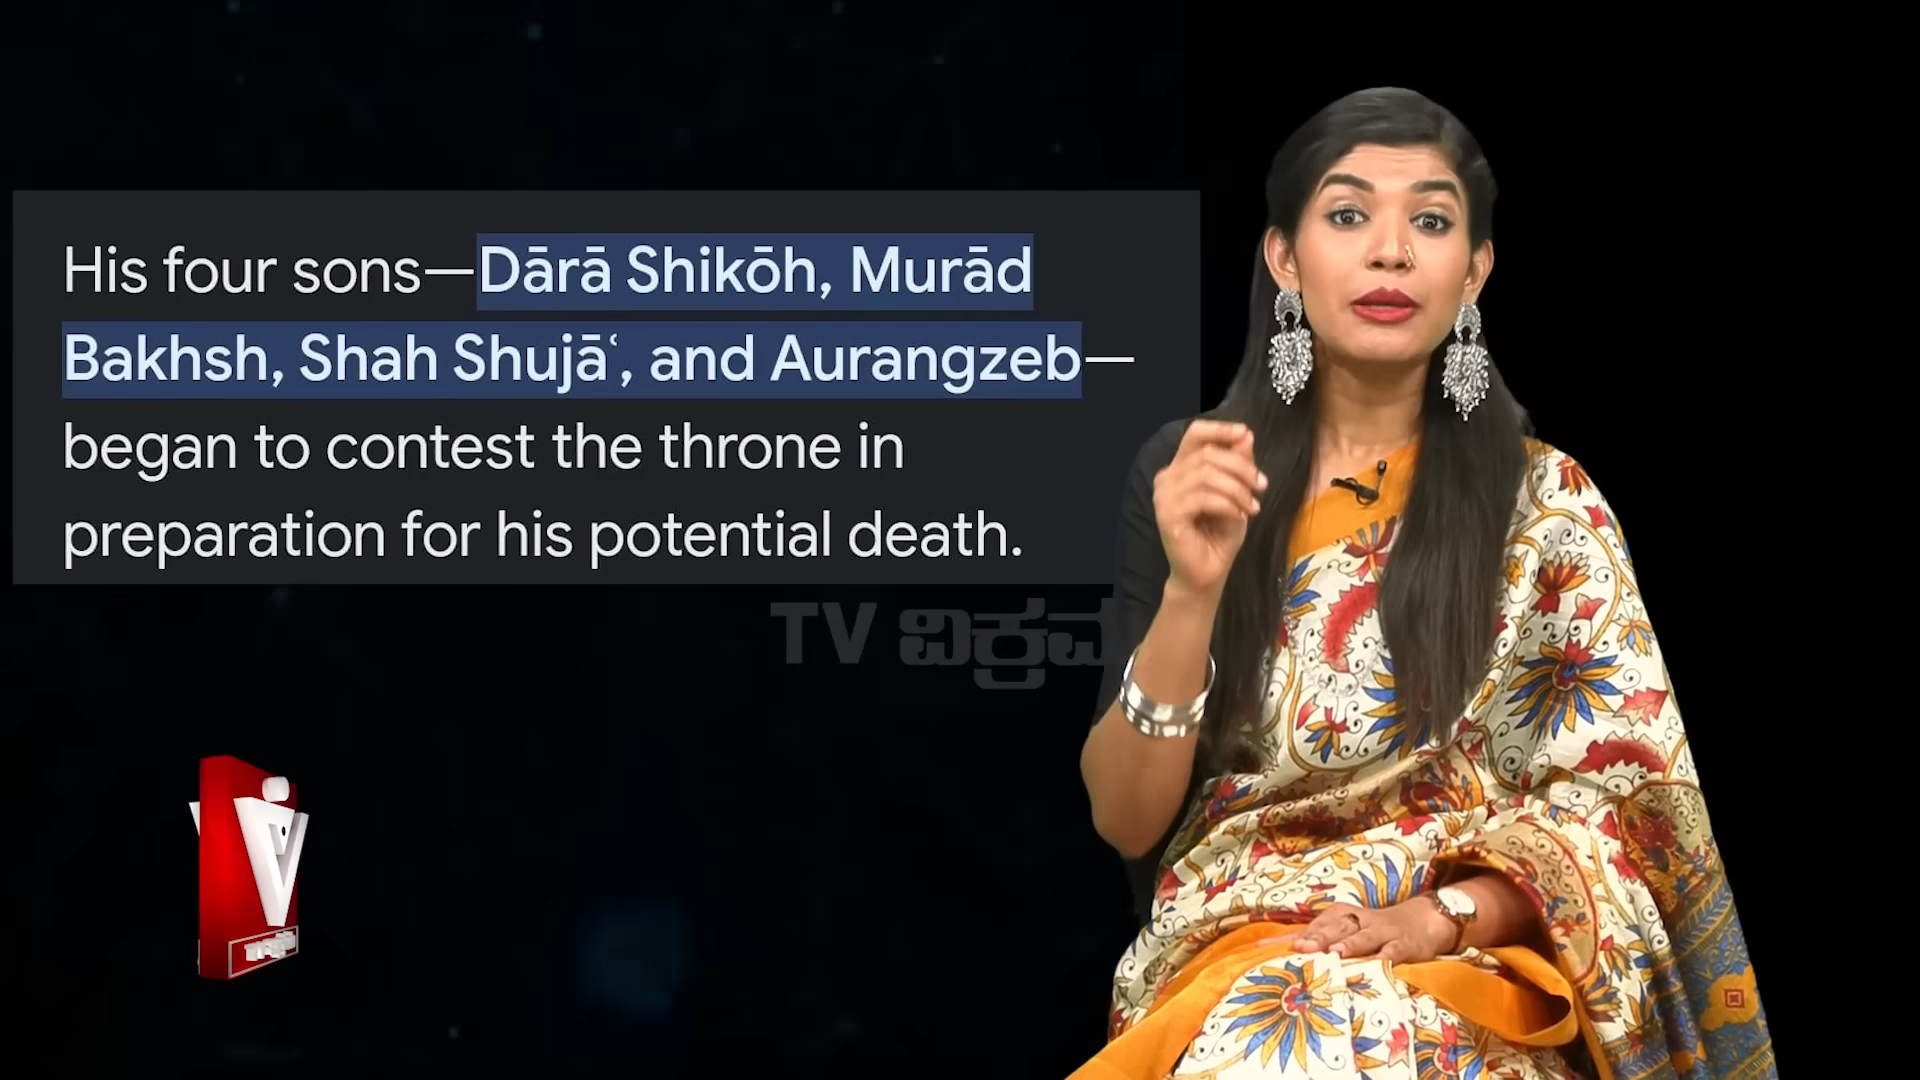 His four sons—Dārā Shikōh, Murād
Bakhsh, Shah Shujāʿ, and Aurangzeb—
began to contest the throne in
preparation for his potential death.
TV ವಿಕ್ರಮ